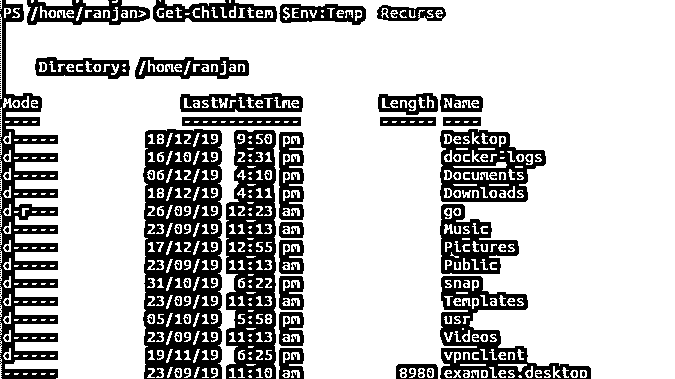 PS /home/ranjan> Get-ChildItem $Env:Temp Recurse
Directory: /home/ranjan
Mode LastWriteTime Length Name
---- ------------- ------ ----
d----- 18/12/19 9:50 pm Desktop
d----- 16/10/19 2:31 pm docker-logs
d----- 06/12/19 4:10 pm Documents
d----- 18/12/19 4:11 pm Downloads
d-r--- 26/09/19 12:23 am go
d----- 23/09/19 11:13 am Music
d----- 17/12/19 12:55 pm Pictures
d----- 23/09/19 11:13 am Public
d----- 31/10/19 6:22 pm snap
d----- 23/09/19 11:13 am Templates
d----- 05/10/19 5:58 pm usr
d----- 23/09/19 11:13 am Videos
d----- 19/11/19 6:25 pm vpnclient
------ 23/09/19 11:10 am 8980 examples.desktop